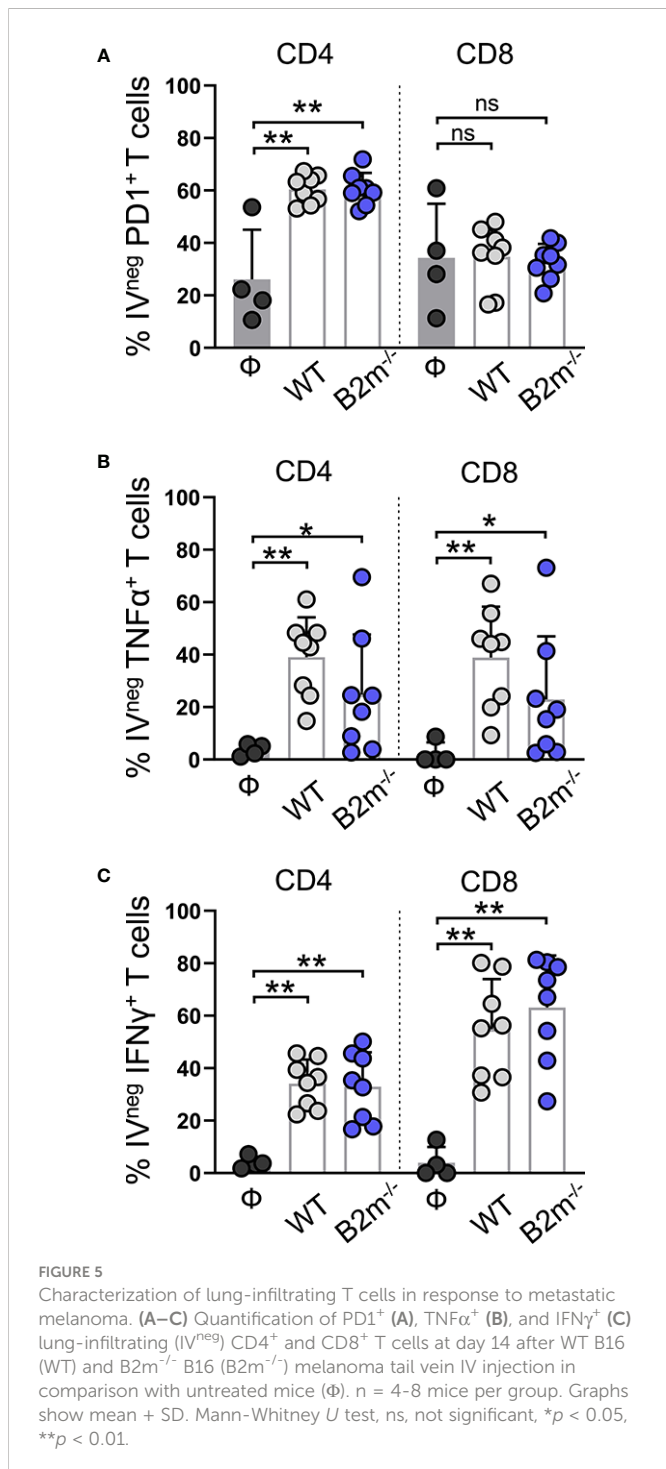 A
CD4 CD8
% IVⁿᵉᵍ PD1⁺ T cells
100
80
60
40
20
0
** 
**
ns
ns
Φ WT B2m⁻/⁻ Φ WT B2m⁻/⁻
B
CD4 CD8
% IVⁿᵉᵍ TNFα⁺ T cells
100
80
60
40
20
0
*
**
*
**
Φ WT B2m⁻/⁻ Φ WT B2m⁻/⁻
C
CD4 CD8
% IVⁿᵉᵍ IFNγ⁺ T cells
100
80
60
40
20
0
**
**
**
**
Φ WT B2m⁻/⁻ Φ WT B2m⁻/⁻
FIGURE 5
Characterization of lung-infiltrating T cells in response to metastatic
melanoma. (A–C) Quantification of PD1⁺ (A), TNFα⁺ (B), and IFNγ⁺ (C)
lung-infiltrating (IVⁿᵉᵍ) CD4⁺ and CD8⁺ T cells at day 14 after WT B16
(WT) and B2m⁻/⁻ B16 (B2m⁻/⁻) melanoma tail vein IV injection in
comparison with untreated mice (Φ). n = 4-8 mice per group. Graphs
show mean + SD. Mann-Whitney U test, ns, not significant, *p < 0.05,
**p < 0.01.